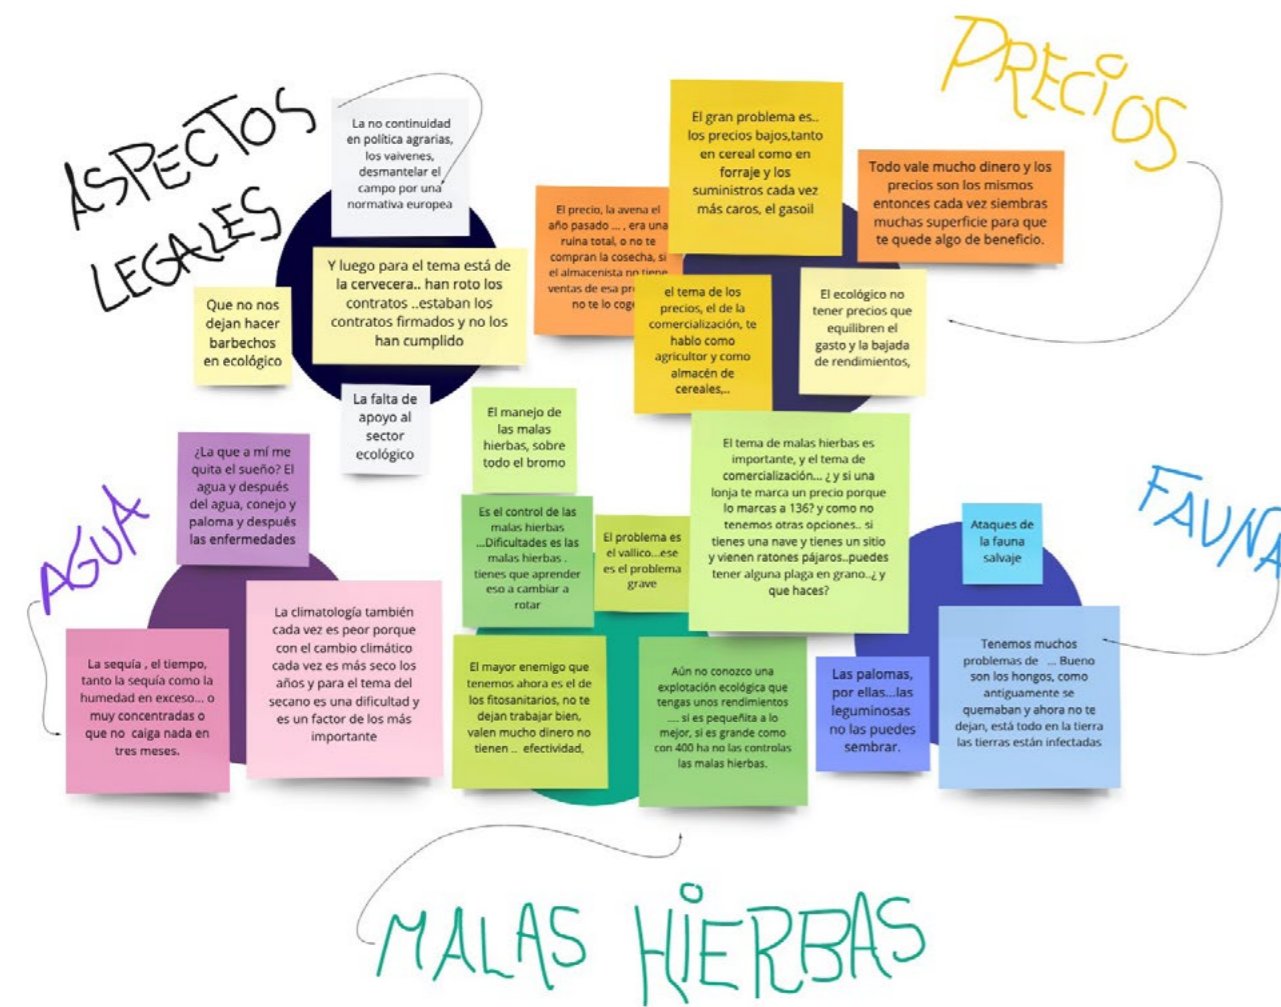 ASPECTOS
LEGALES
La no continuidad
en política agrarias,
los vaivenes,
desmantelar el
campo por una
normativa europea
Y luego para el tema está de
la cervecera.. han roto los
contratos ..estaban los
contratos firmados y no los
han cumplido
Que no nos
dejan hacer
barbechos
en ecológico
La falta de
apoyo al
sector
ecológico
PRECIOS
El gran problema es..
los precios bajos,tanto
en cereal como en
forraje y los
suministros cada vez
más caros, el gasoil
Todo vale mucho dinero y los
precios son los mismos
entonces cada vez siembras
muchas superficie para que
te quede algo de beneficio.
El precio, la avena el
año pasado ... , era una
ruina total, o no te
compran la cosecha, si
el almacenista no tiene
ventas de esa pr
no te lo coge
el tema de los
precios, el de la
comercialización, te
hablo como
agricultor y como
almacén de
cereales,..
El ecológico no
tener precios que
equilibren el
gasto y la bajada
de rendimientos,
AGUA
¿La que a mí me
quita el sueño? El
agua y después
del agua, conejo y
paloma y después
las enfermedades
La sequía , el tiempo,
tanto la sequía como la
humedad en exceso... o
muy concentradas o
que no caiga nada en
tres meses.
La climatología también
cada vez es peor porque
con el cambio climático
cada vez es más seco los
años y para el tema del
secano es una dificultad y
es un factor de los más
importante
El manejo de
las malas
hierbas, sobre
todo el bromo
Es el control de las
malas hierbas
...Dificultades es las
malas hierbas .
tienes que aprender
eso a cambiar a
rotar
El problema es
el vallico...ese
es el problema
grave
El tema de malas hierbas es
importante, y el tema de
comercialización... ¿ y si una
lonja te marca un precio porque
lo marcas a 136? y como no
tenemos otras opciones.. si
tienes una nave y tienes un sitio
y vienen ratones pájaros..puedes
tener alguna plaga en grano..¿ y
que haces?
El mayor enemigo que
tenemos ahora es el de
los fitosanitarios, no te
dejan trabajar bien,
valen mucho dinero no
tienen .. efectividad,
Aún no conozco una
explotación ecológica que
tengas unos rendimientos
.... si es pequeñita a lo
mejor, si es grande como
con 400 ha no las controlas
las malas hierbas.
MALAS HIERBAS
FAUNA
Ataques de
la fauna
salvaje
Las palomas,
por ellas...las
leguminosas
no las puedes
sembrar.
Tenemos muchos
problemas de ... Bueno
son los hongos, como
antiguamente se
quemaban y ahora no te
dejan, está todo en la tierra
las tierras están infectadas